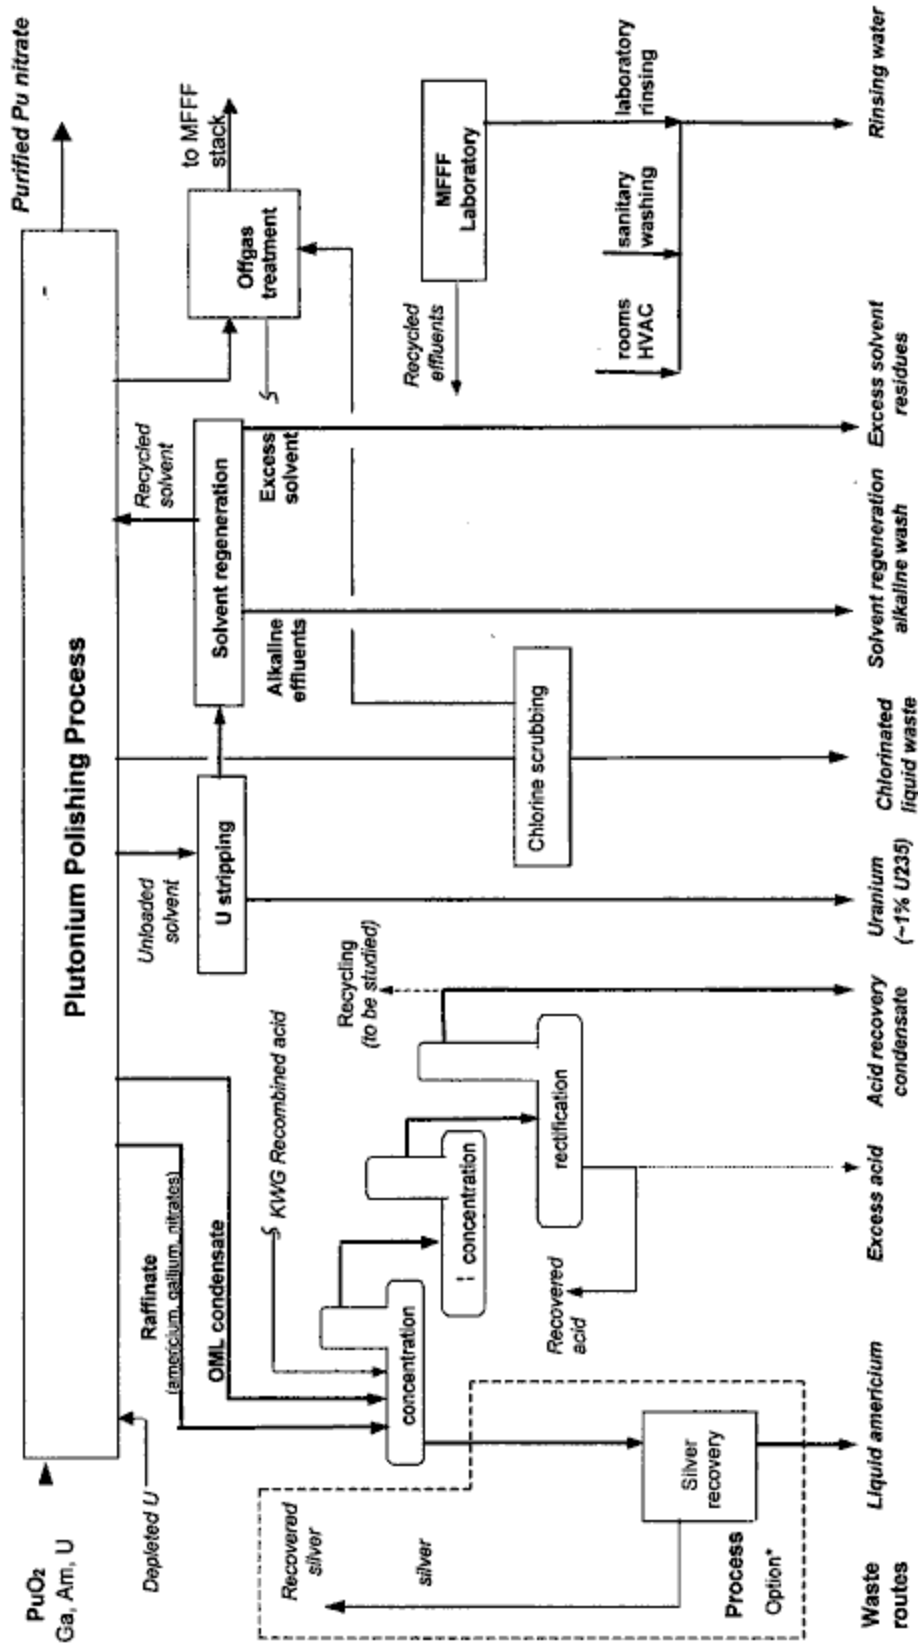 PuO2
Ga, Am, U
Depleted U
Plutonium Polishing Process
Purified Pu nitrate
Raffinate
(americium, gallium, nitrates)
OML condensate
KWG Recombined acid
Unloaded
solvent
U stripping
Recycled
solvent
Solvent regeneration
Alkaline
effluents
Excess
solvent
Offgas
treatment
to MFFF
stack
Recovered
silver
silver
concentration
concentration
rectification
Recycling
(to be studied)
Recovered
acid
Chlorine scrubbing
Recycled
effluents
MFFF
Laboratory
rooms
HVAC
sanitary
washing
laboratory
rinsing
Silver
recovery
Process
Option*
Waste
routes
Liquid americium
Excess acid
Acid recovery
condensate
Uranium
(~1% U235)
Chlorinated
liquid waste
Solvent regeneration
alkaline wash
Excess solvent
residues
Rinsing water